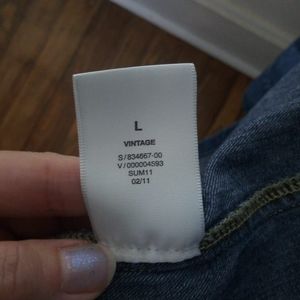 L
VINTAGE
S/834667-00
V/000004593
SUM11
02/11